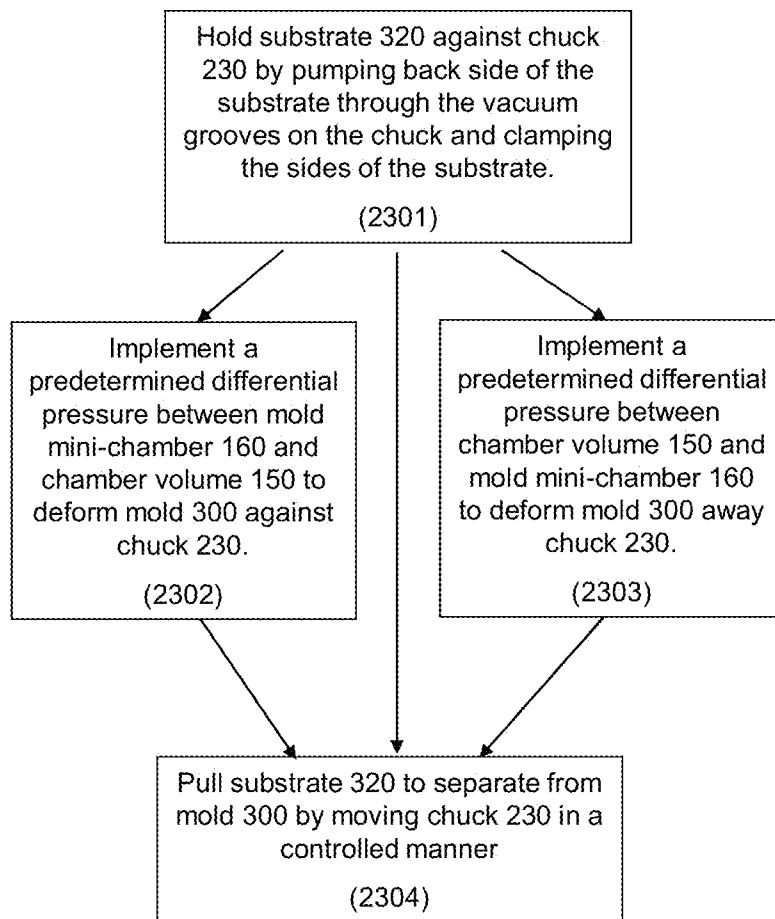 Hold substrate 320 against chuck
230 by pumping back side of the
substrate through the vacuum
grooves on the chuck and clamping
the sides of the substrate.
(2301)
Implement a
predetermined differential
pressure between mold
mini-chamber 160 and
chamber volume 150 to
deform mold 300 against
chuck 230.
(2302)
Implement a
predetermined differential
pressure between
chamber volume 150 and
mold mini-chamber 160
to deform mold 300 away
chuck 230.
(2303)
Pull substrate 320 to separate from
mold 300 by moving chuck 230 in a
controlled manner
(2304)